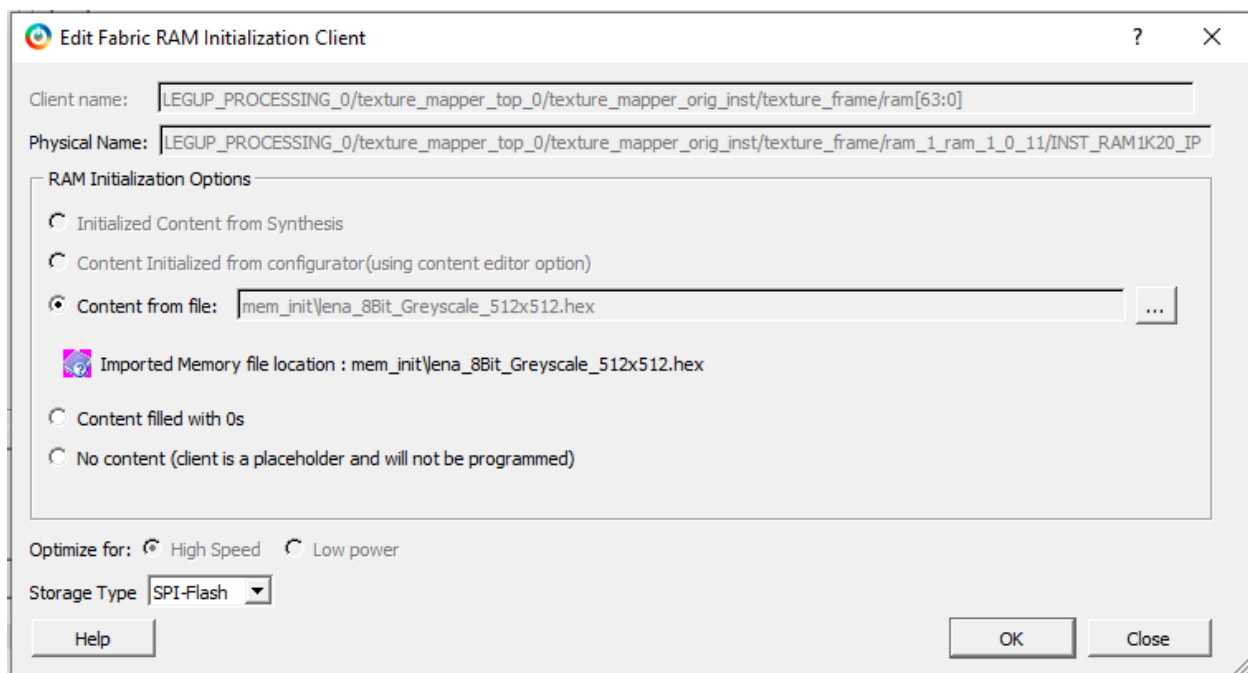 Edit Fabric RAM Initialization Client ? X
Client name: LEGUP_PROCESSING_0/texture_mapper_top_0/texture_mapper_orig_inst/texture_frame/ram[63:0]
Physical Name: LEGUP_PROCESSING_0/texture_mapper_top_0/texture_mapper_orig_inst/texture_frame/ram_1_ram_1_0_11/INST_RAM1K20_IP
RAM Initialization Options
Initialized Content from Synthesis
Content Initialized from configurator(using content editor option)
Content from file: mem_init\lena_8Bit_Greyscale_512x512.hex ...
Imported Memory file location : mem_init\lena_8Bit_Greyscale_512x512.hex
Content filled with 0s
No content (client is a placeholder and will not be programmed)
Optimize for: High Speed Low power
Storage Type SPI-Flash
Help OK Close